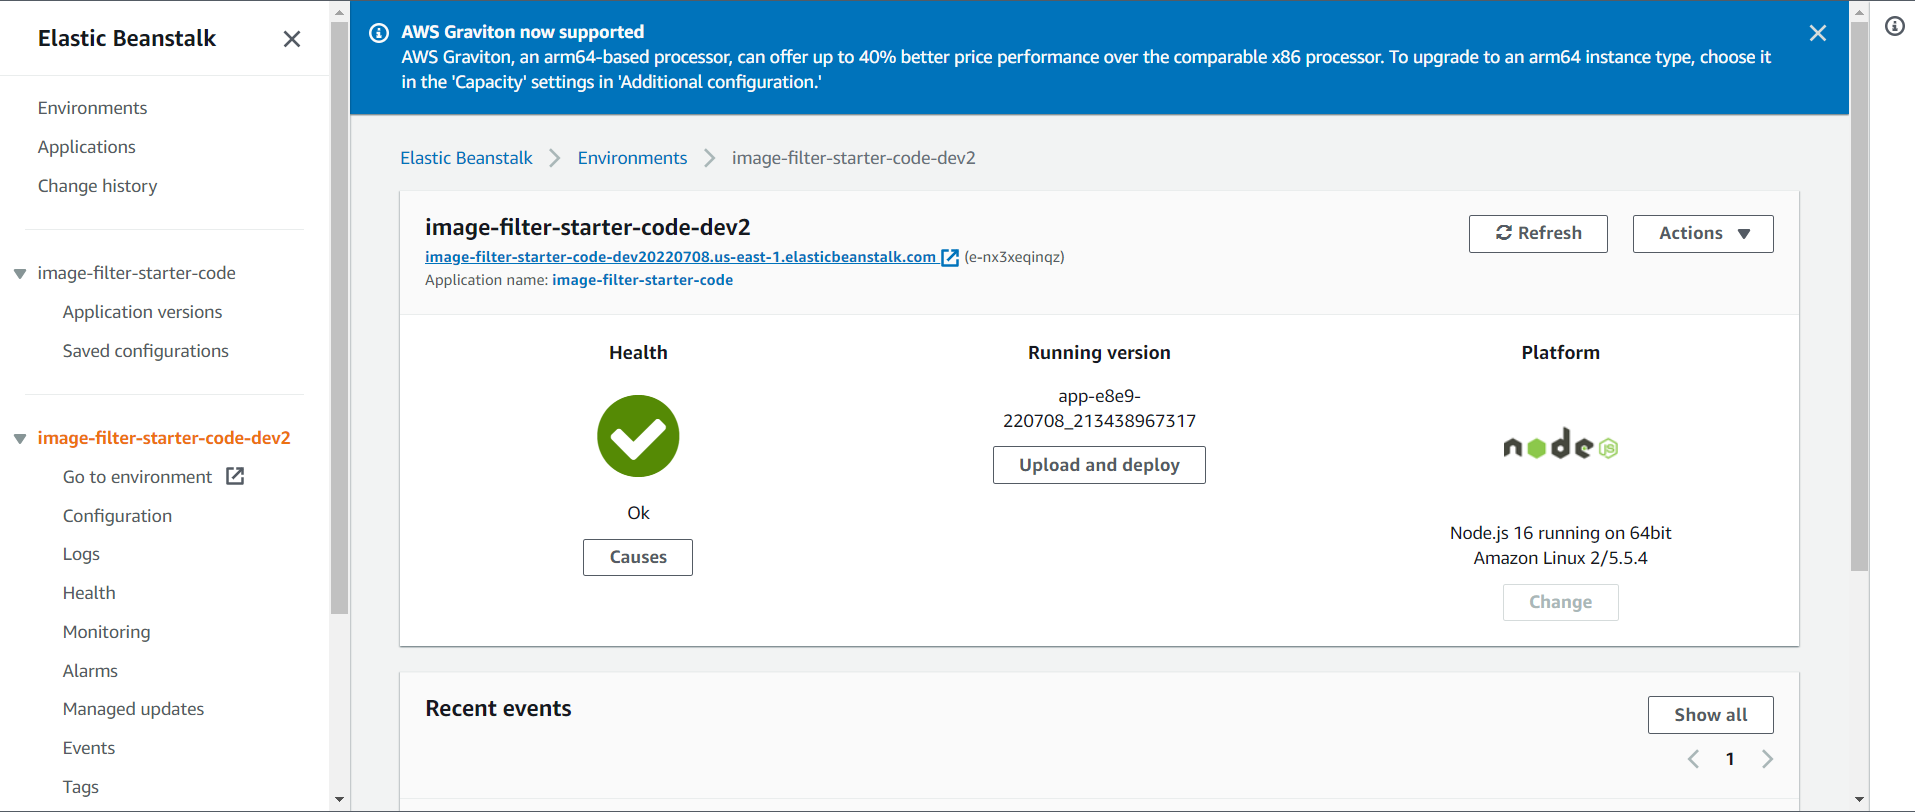 Elastic Beanstalk
Environments
Applications
Change history
image-filter-starter-code
Application versions
Saved configurations
image-filter-starter-code-dev2
Go to environment
Configuration
Logs
Health
Monitoring
Alarms
Managed updates
Events
Tags
AWS Graviton now supported
AWS Graviton, an arm64-based processor, can offer up to 40% better price performance over the comparable x86 processor. To upgrade to an arm64 instance type, choose it
in the 'Capacity' settings in 'Additional configuration.'
Elastic Beanstalk > Environments > image-filter-starter-code-dev2
image-filter-starter-code-dev2
Refresh
Actions
image-filter-starter-code-dev20220708.us-east-1.elasticbeanstalk.com (e-nx3xeqinqz)
Application name: image-filter-starter-code
Health
Ok
Causes
Running version
app-e8e9-
220708_213438967317
Upload and deploy
Platform
node JS
Node.js 16 running on 64bit
Amazon Linux 2/5.5.4
Change
Recent events
Show all
1